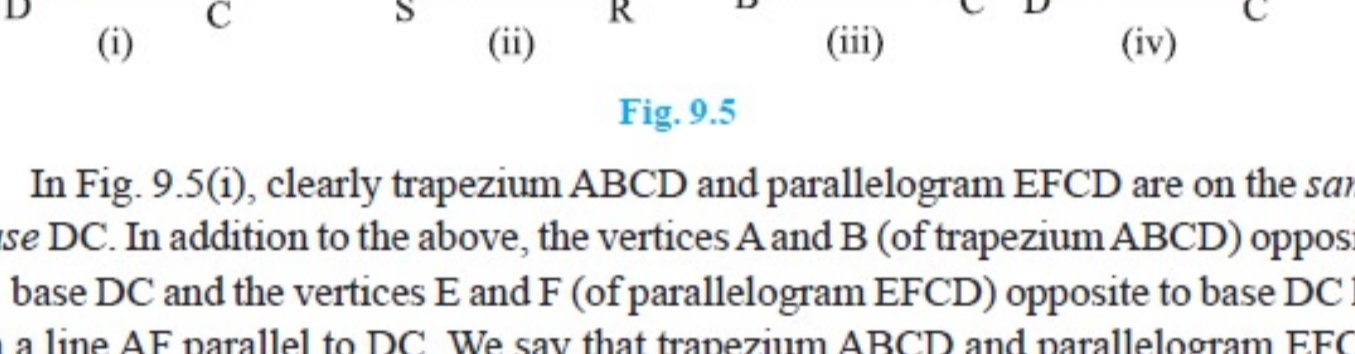 D C S R B C D C
(i) (ii) (iii) (iv)
Fig. 9.5
In Fig. 9.5(i), clearly trapezium ABCD and parallelogram EFCD are on the
DC. In addition to the above, the vertices A and B (of trapezium ABCD)
base DC and the vertices E and F (of parallelogram EFCD) opposite to base DC
a line AF parallel to DC. We say that trapezium ABCD and parallelogram